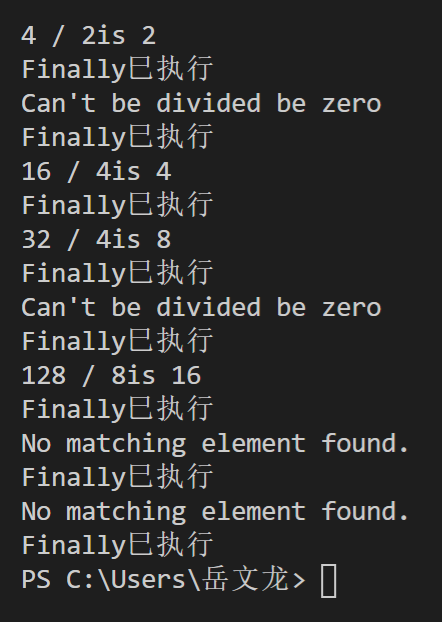 4 / 2is 2
Finally已执行
Can't be divided be zero
Finally已执行
16 / 4is 4
Finally已执行
32 / 4is 8
Finally已执行
Can't be divided be zero
Finally已执行
128 / 8is 16
Finally已执行
No matching element found.
Finally已执行
No matching element found.
Finally已执行
PS C:\Users\岳文龙>